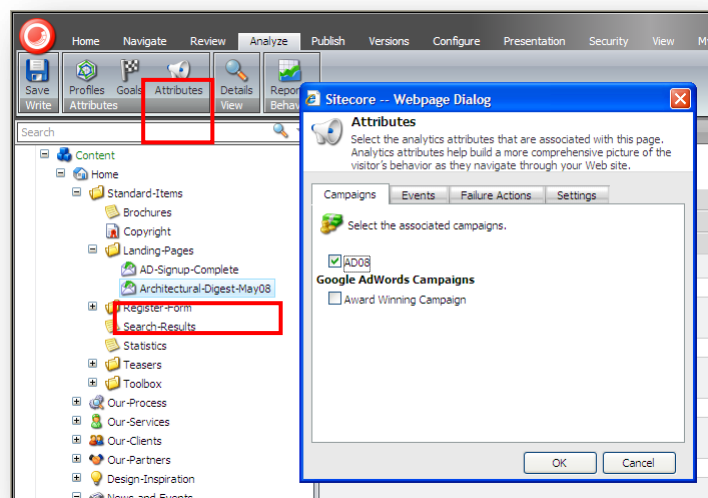 Home Navigate Review Analyze Publish Versions Configure Presentation Security View
Save Profiles Goals Attributes Details
Write Attributes View
Search
Content
Home
Standard-Items
Brochures
Copyright
Landing-Pages
AD-Signup-Complete
Architectural-Digest-May08
Register-Form
Search-Results
Statistics
Teasers
Toolbox
Our-Process
Our-Services
Our-Clients
Our-Partners
Design-Inspiration
News-and-Events
Sitecore -- Webpage Dialog
Attributes
Select the analytics attributes that are associated with this page.
Analytics attributes help build a more comprehensive picture of the
visitor's behavior as they navigate through your Web site.
Campaigns Events Failure Actions Settings
Select the associated campaigns.
AD08
Google AdWords Campaigns
Award Winning Campaign
OK Cancel